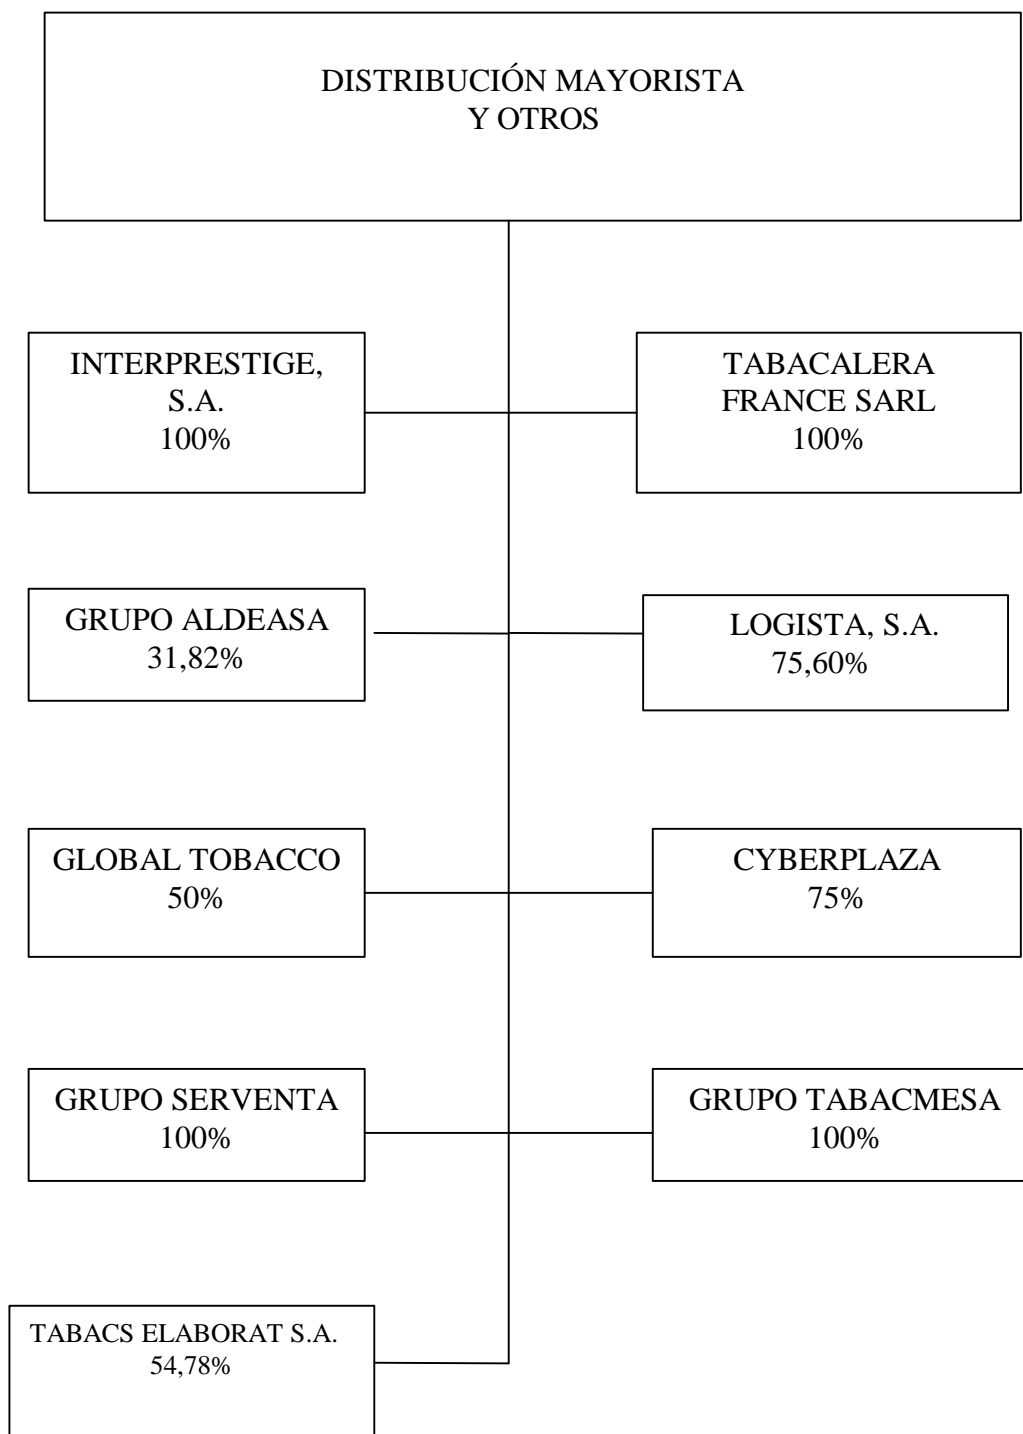 DISTRIBUCIÓN MAYORISTA
Y OTROS
INTERPRESTIGE,
S.A.
100%
TABACALERA
FRANCE SARL
100%
GRUPO ALDEASA
31,82%
LOGISTA, S.A.
75,60%
GLOBAL TOBACCO
50%
CYBERPLAZA
75%
GRUPO SERVENTA
100%
GRUPO TABACMESA
100%
TABACS ELABORAT S.A.
54,78%